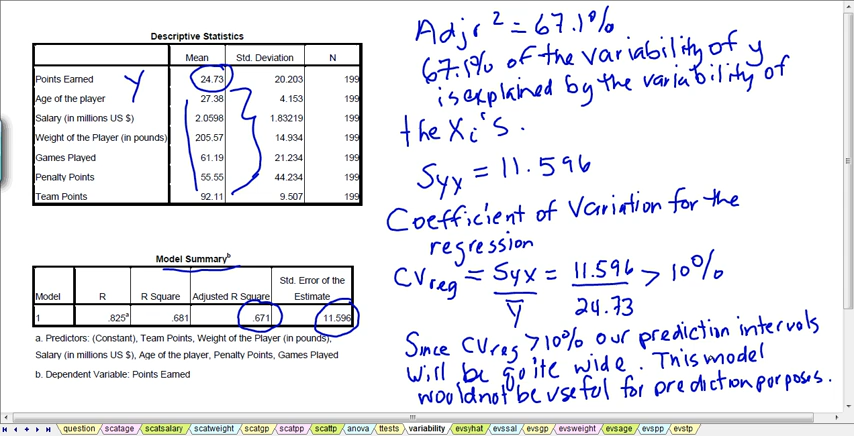 Descriptive Statistics
Mean Std. Deviation N
Points Earned 24.73 20.203 199
Age of the player 27.38 4.153 199
Salary (in millions US $) 2.0598 1.83219 199
Weight of the Player (in pounds) 205.57 14.934 199
Games Played 61.19 21.234 199
Penalty Points 55.55 44.234 199
Team Points 92.11 9.507 199
Y
Model Summaryb
Model R R Square Adjusted R Square Std. Error of the Estimate
1 .825a .681 .671 11.596
a. Predictors: (Constant), Team Points, Weight of the Player (in pounds),
Salary (in millions US $), Age of the player, Penalty Points, Games Played
b. Dependent Variable: Points Earned
Adj r2 = 67.1%
67.1% of the variability of y
is explained by the variability of
the Xi's.
Syx = 11.596
Coefficient of Variation for the
regression
CVreg = Syx/Y̅ = 11.596/24.73 > 10%
Since CVreg > 10% our prediction intervals
will be quite wide. This model
would not be useful for prediction purposes.
question scatage scatsalary scatweight scatgp scatpp scattp anova ttests variability evsyhat evssal evsgp evsweight evsage evspp evstp